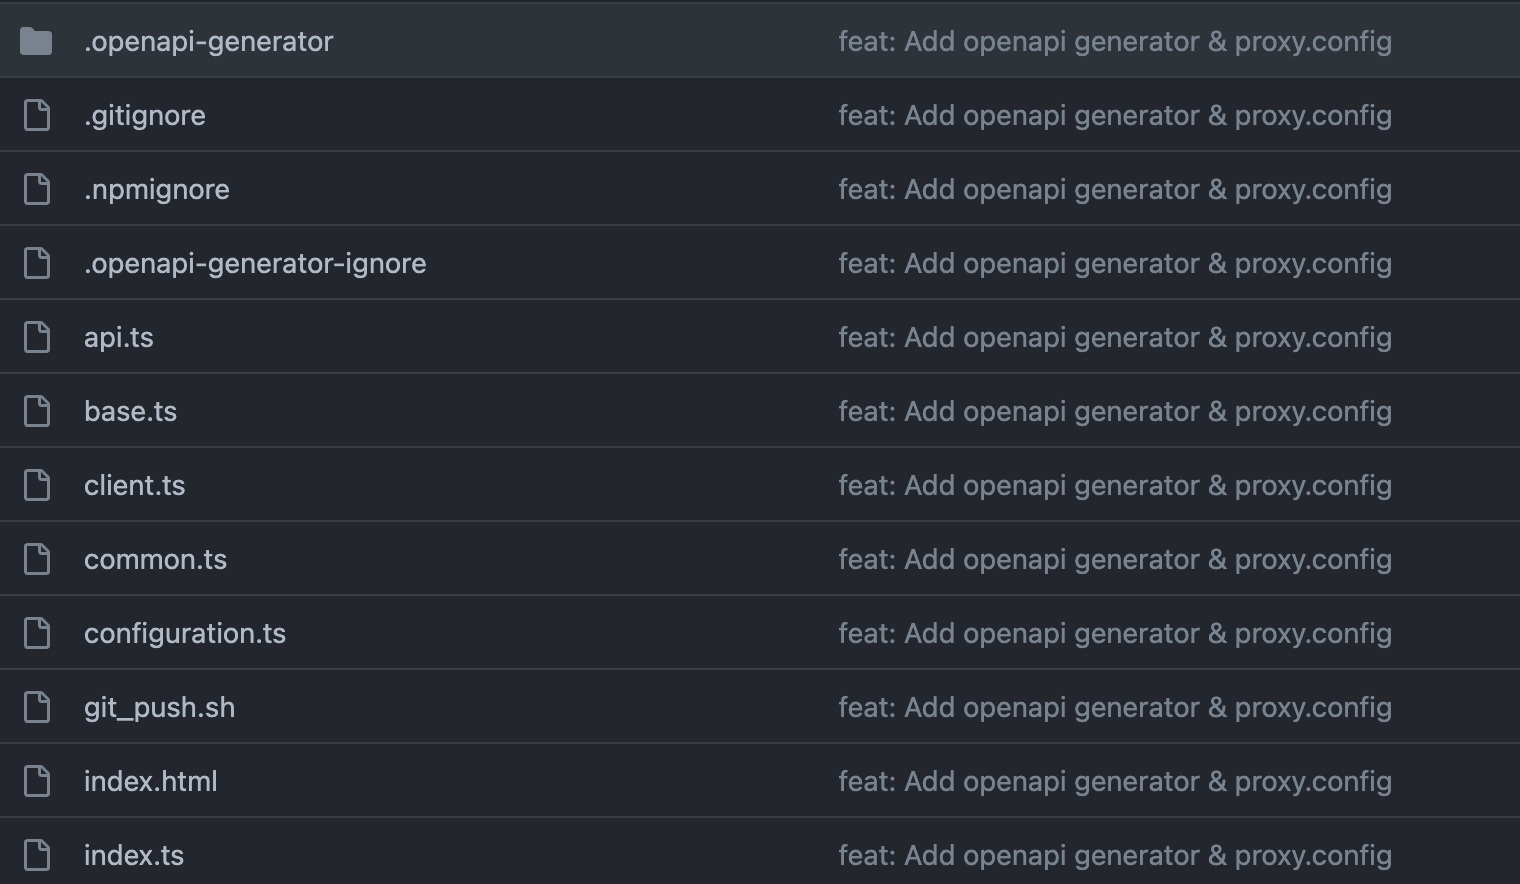 .openapi-generator feat: Add openapi generator & proxy.config
.gitignore feat: Add openapi generator & proxy.config
.npmignore feat: Add openapi generator & proxy.config
.openapi-generator-ignore feat: Add openapi generator & proxy.config
api.ts feat: Add openapi generator & proxy.config
base.ts feat: Add openapi generator & proxy.config
client.ts feat: Add openapi generator & proxy.config
common.ts feat: Add openapi generator & proxy.config
configuration.ts feat: Add openapi generator & proxy.config
git_push.sh feat: Add openapi generator & proxy.config
index.html feat: Add openapi generator & proxy.config
index.ts feat: Add openapi generator & proxy.config